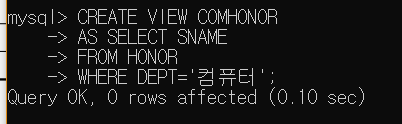 mysql> CREATE VIEW COMHONOR
-> AS SELECT SNAME
-> FROM HONOR
-> WHERE DEPT='컴퓨터';
Query OK, 0 rows affected (0.10 sec)